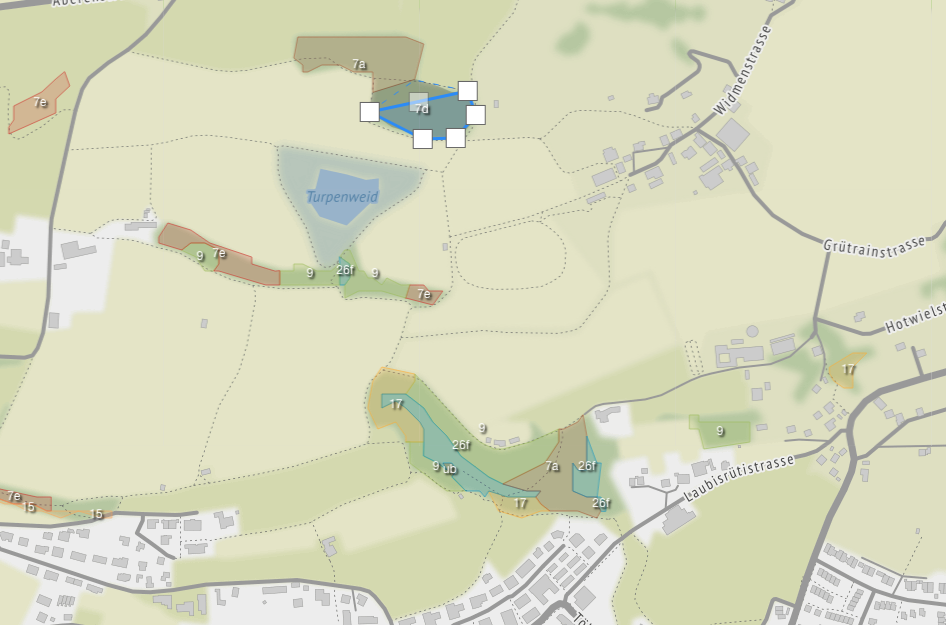 7a
Widmenstrasse
7e
7d
Turpenweid
Grütrainstrasse
9
7e
9
26f
9
7e
Hotwielst
17
17
9
9
26f
9
ub
7a
26f
Laubisrütistrasse
7e
15
15
17
26f